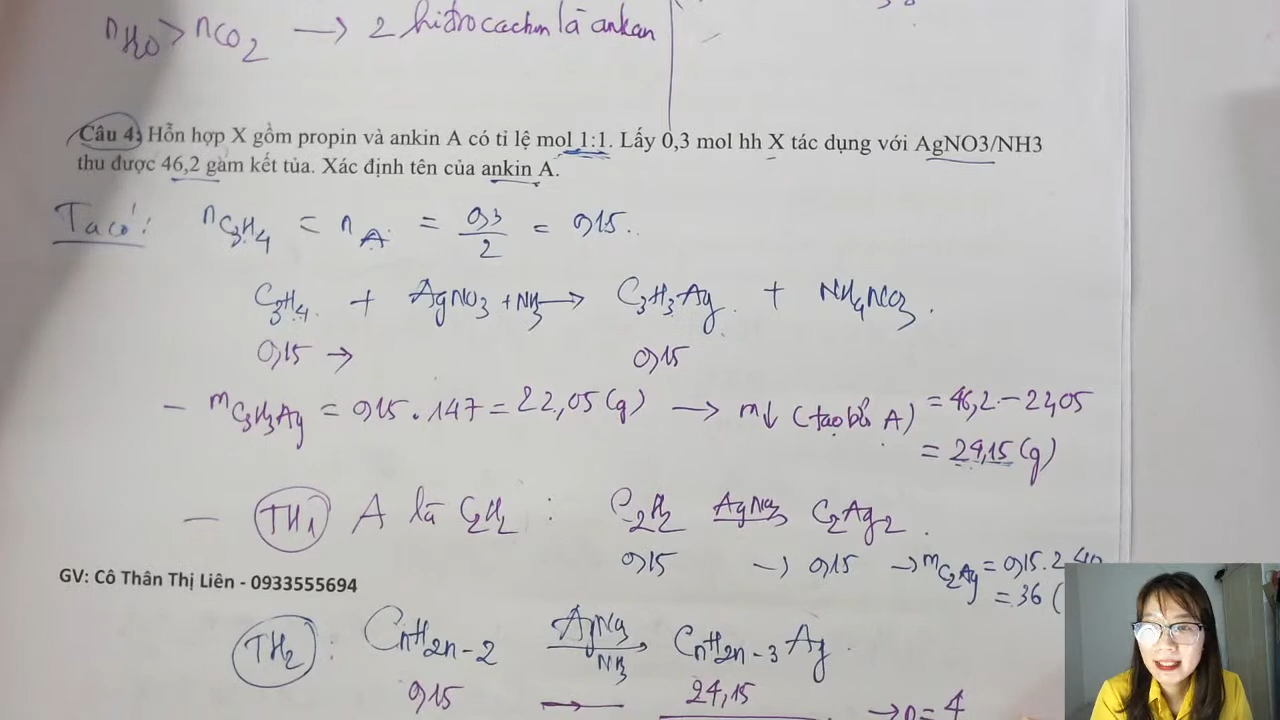 nH2O > nCO2 → 2 hiđrocacbon là ankan
Câu 4: Hỗn hợp X gồm propin và ankin A có tỉ lệ mol 1:1. Lấy 0,3 mol hh X tác dụng với AgNO3/NH3
thu được 46,2 gam kết tủa. Xác định tên của ankin A.
Ta có: nC3H4 = nA = 0,3/2 = 0,15.
C3H4 + AgNO3 + NH3 → C3H3Ag + NH4NO3.
0,15 → 0,15
- mC3H3Ag = 0,15.147 = 22,05 (g) → m↓ (tạo bởi A) = 46,2 - 22,05
= 24,15 (g)
- TH1 A là C2H2 : C2H2 AgNO3→ C2Ag2.
0,15 → 0,15 → mC2Ag2 = 0,15.240
= 36 (
GV: Cô Thân Thị Liên - 0933555694
TH2 : CnH2n-2 AgNO3/NH3→ CnH2n-3Ag.
0,15 → 24,15 → n = 4